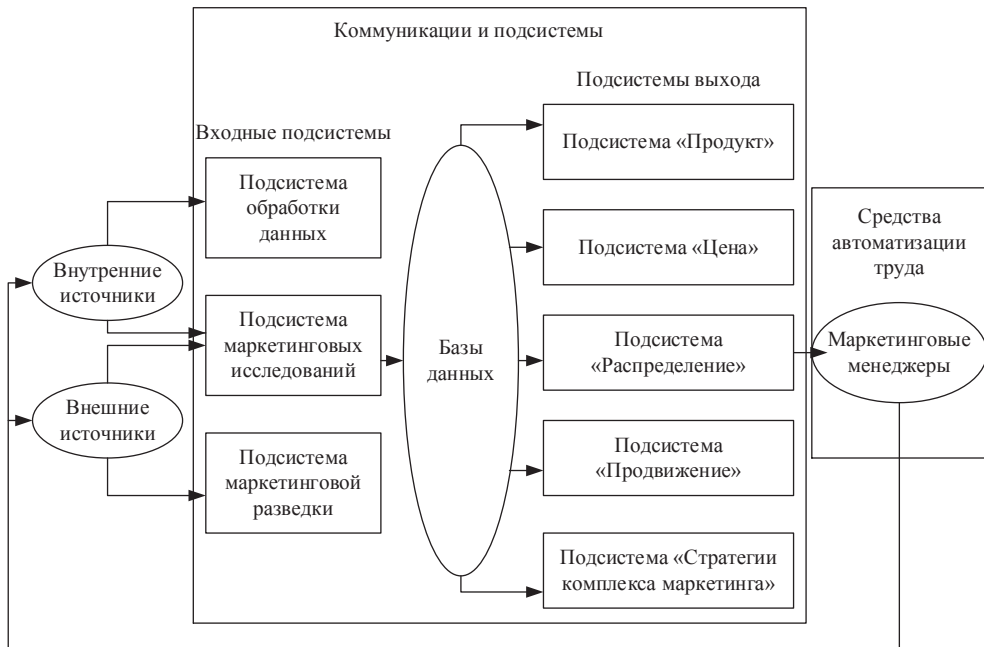 Коммуникации и подсистемы
Входные подсистемы
Подсистема
обработки
данных
Подсистема
маркетинговых
исследований
Подсистема
маркетинговой
разведки
Внутренние
источники
Внешние
источники
Базы
данных
Подсистемы выхода
Подсистема «Продукт»
Подсистема «Цена»
Подсистема
«Распределение»
Подсистема
«Продвижение»
Подсистема «Стратегии
комплекса маркетинга»
Средства
автоматизации
труда
Маркетинговые
менеджеры